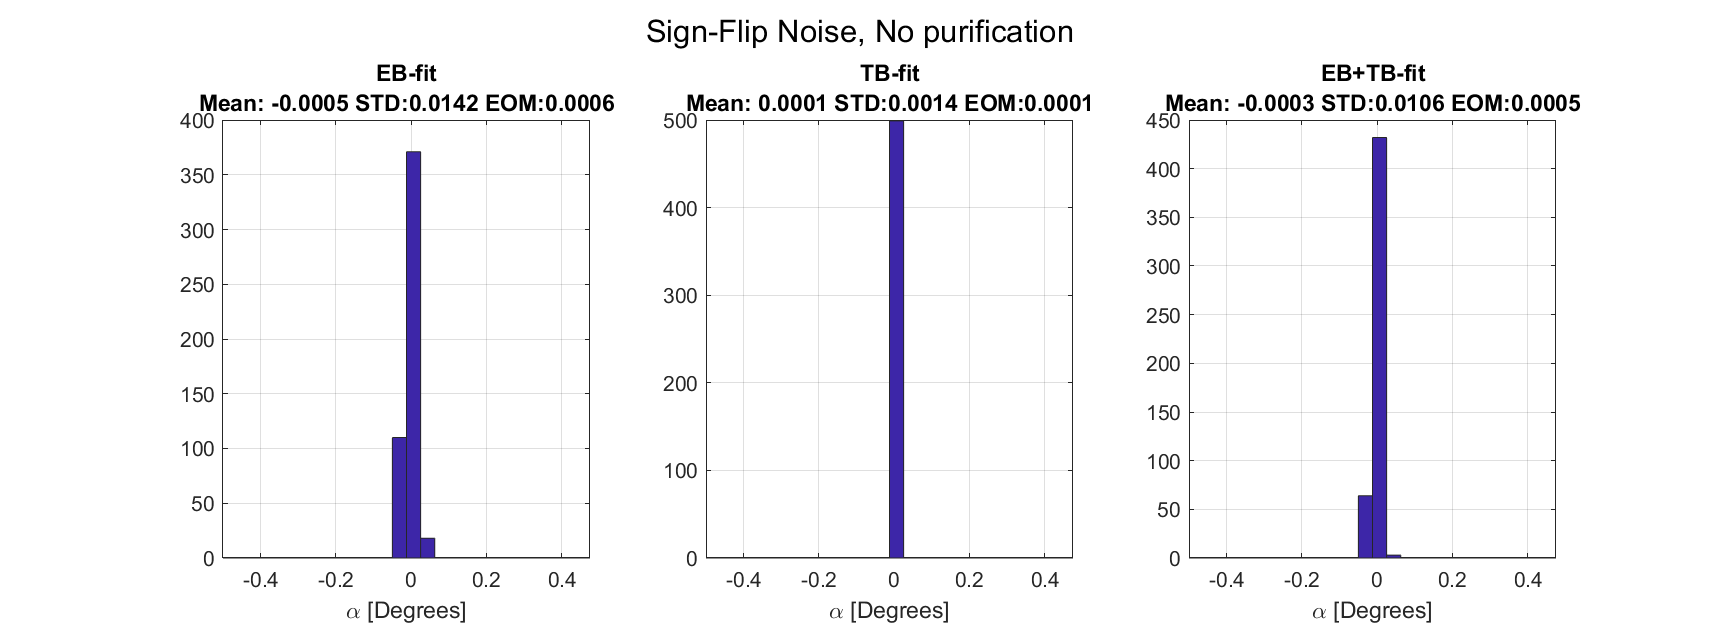 Sign-Flip Noise, No purification
EB-fit
Mean: -0.0005 STD:0.0142 EOM:0.0006
400
350
300
250
200
150
100
50
0
-0.4 -0.2 0 0.2 0.4
α [Degrees]
TB-fit
Mean: 0.0001 STD:0.0014 EOM:0.0001
500
400
300
200
100
0
-0.4 -0.2 0 0.2 0.4
α [Degrees]
EB+TB-fit
Mean: -0.0003 STD:0.0106 EOM:0.0005
450
400
350
300
250
200
150
100
50
0
-0.4 -0.2 0 0.2 0.4
α [Degrees]